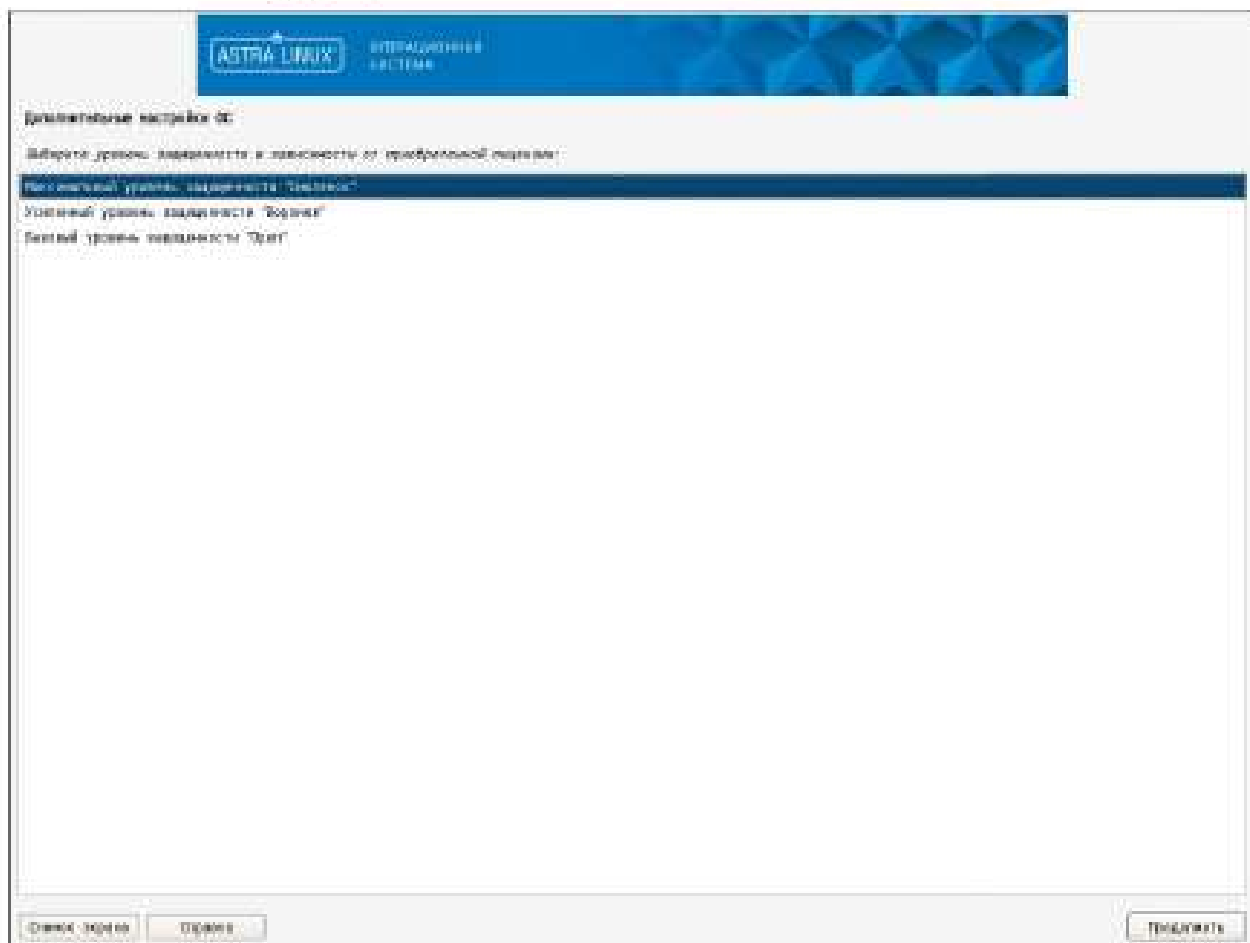 ASTRA LINUX
ОПЕРАЦИОННАЯ
СИСТЕМА
Дополнительные настройки ОС
Выберите уровень защищенности в зависимости от приобретенной лицензии:
Максимальный уровень защищенности "Смоленск"
Усиленный уровень защищенности "Воронеж"
Базовый уровень защищенности "Орел"
Снимок экрана
Справка
Продолжить